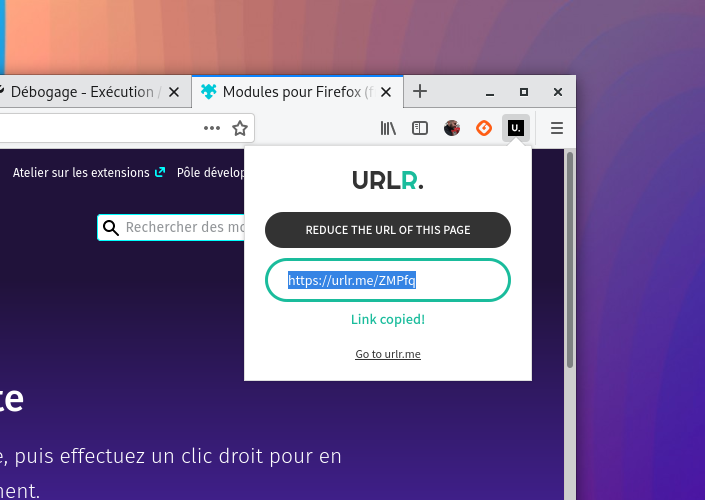 Débogage - Exécution /
Modules pour Firefox (f
U.
Atelier sur les extensions
Pôle dévelop
Rechercher des mo
URLR.
REDUCE THE URL OF THIS PAGE
https://urlr.me/ZMPfq
Link copied!
Go to urlr.me
te
e, puis effectuez un clic droit pour en
ment.